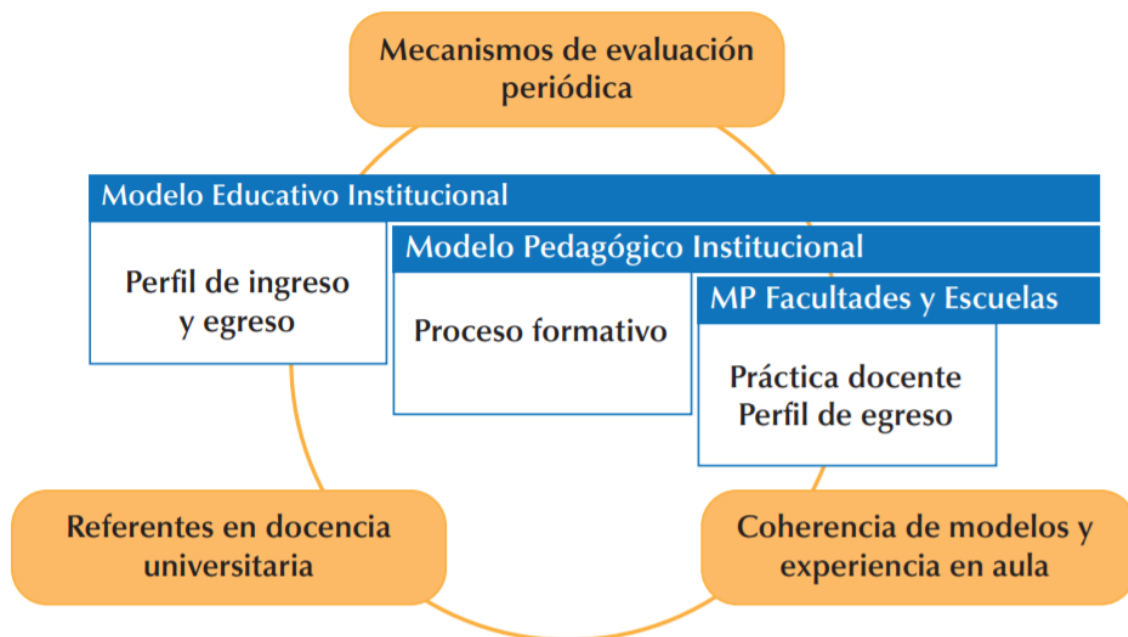 Mecanismos de evaluación
periódica
Modelo Educativo Institucional
Perfil de ingreso
y egreso
Modelo Pedagógico Institucional
Proceso formativo
MP Facultades y Escuelas
Práctica docente
Perfil de egreso
Referentes en docencia
universitaria
Coherencia de modelos y
experiencia en aula